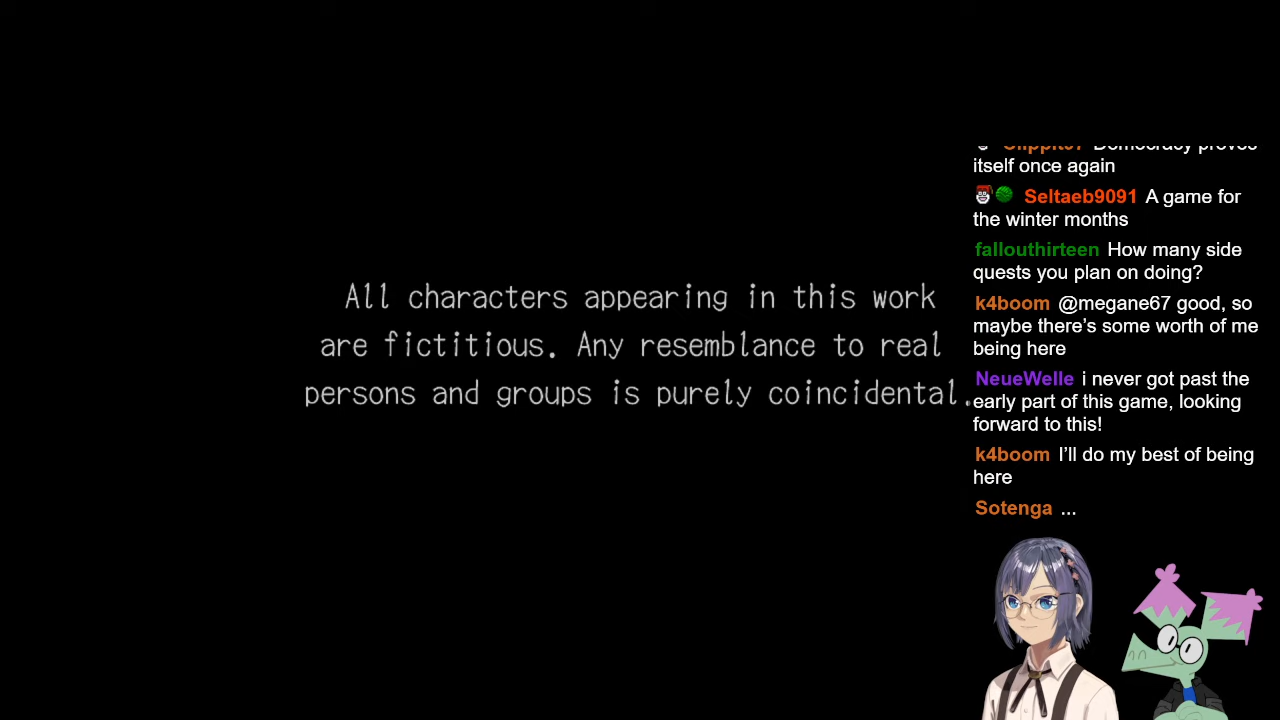 All characters appearing in this work
are fictitious. Any resemblance to real
persons and groups is purely coincidental.
Democracy proves
itself once again
Seltaeb9091 A game for
the winter months
fallouthirteen How many side
quests you plan on doing?
k4boom @megane67 good, so
maybe there's some worth of me
being here
NeueWelle i never got past the
early part of this game, looking
forward to this!
k4boom I'll do my best of being
here
Sotenga ...